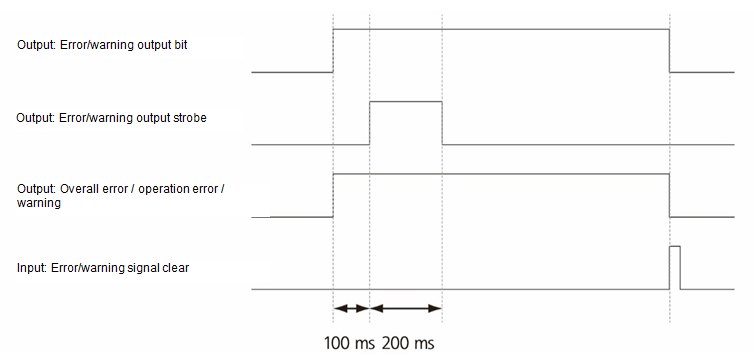 Output: Error/warning output bit
Output: Error/warning output strobe
Output: Overall error / operation error /
warning
Input: Error/warning signal clear
100 ms 200 ms